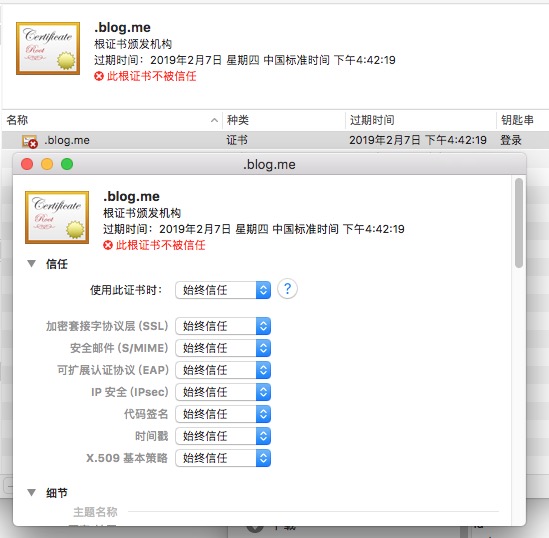 Certificate
Root
.blog.me
根证书颁发机构
过期时间：2019年2月7日 星期四 中国标准时间 下午4:42:19
此根证书不被信任
名称 种类 过期时间 钥匙串
.blog.me 证书 2019年2月7日 下午4:42:19 登录
.blog.me
Certificate
Root
.blog.me
根证书颁发机构
过期时间：2019年2月7日 星期四 中国标准时间 下午4:42:19
此根证书不被信任
信任
使用此证书时： 始终信任 ?
加密套接字协议层 (SSL) 始终信任
安全邮件 (S/MIME) 始终信任
可扩展认证协议 (EAP) 始终信任
IP 安全 (IPsec) 始终信任
代码签名 始终信任
时间戳 始终信任
X.509 基本策略 始终信任
细节
主题名称